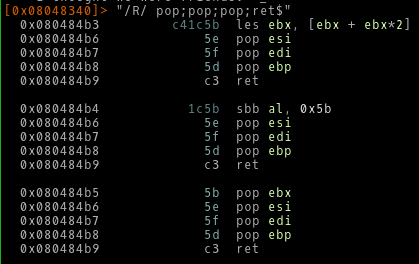 [0x08048340]> "/R/ pop;pop;pop;ret$"
0x080484b3 c41c5b les ebx, [ebx + ebx*2]
0x080484b6 5e pop esi
0x080484b7 5f pop edi
0x080484b8 5d pop ebp
0x080484b9 c3 ret
0x080484b4 1c5b sbb al, 0x5b
0x080484b6 5e pop esi
0x080484b7 5f pop edi
0x080484b8 5d pop ebp
0x080484b9 c3 ret
0x080484b5 5b pop ebx
0x080484b6 5e pop esi
0x080484b7 5f pop edi
0x080484b8 5d pop ebp
0x080484b9 c3 ret